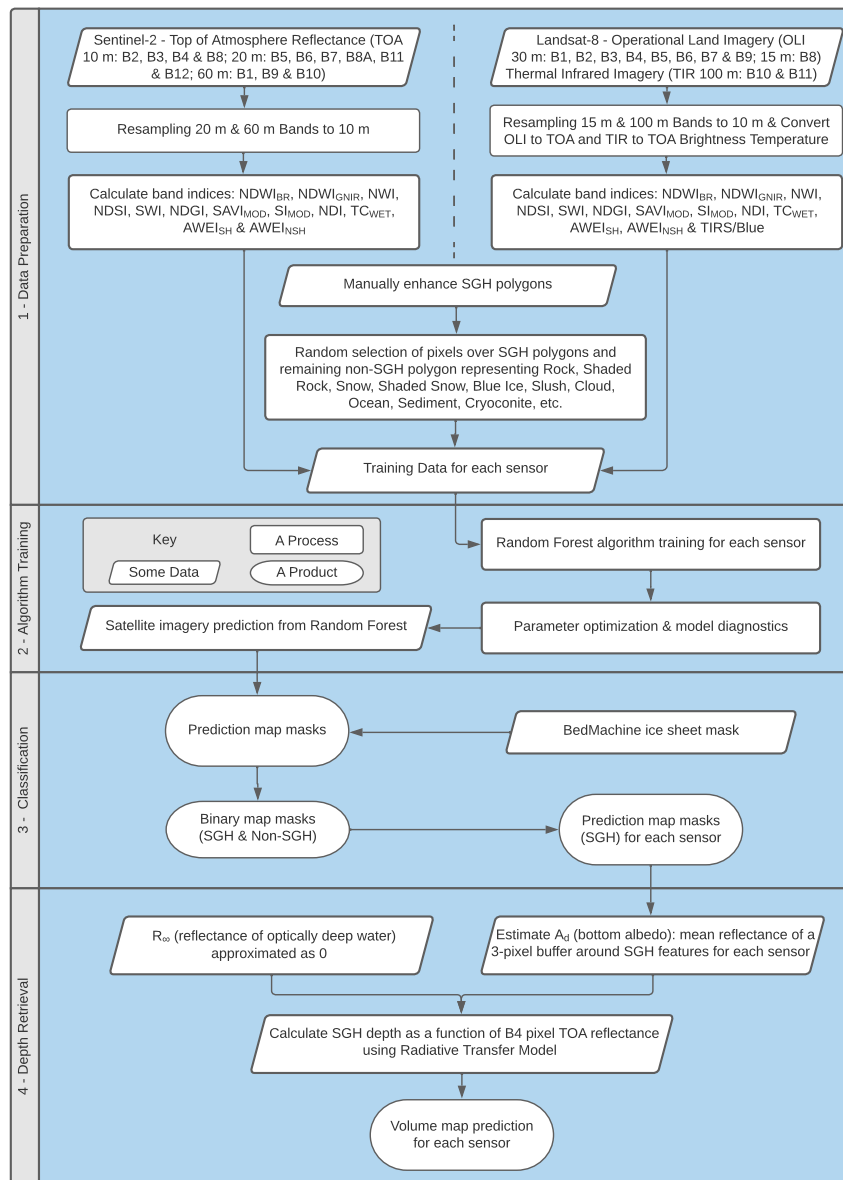 1 - Data Preparation
Sentinel-2 - Top of Atmosphere Reflectance (TOA
10 m: B2, B3, B4 & B8; 20 m: B5, B6, B7, B8A, B11
& B12; 60 m: B1, B9 & B10)
Landsat-8 - Operational Land Imagery (OLI
30 m: B1, B2, B3, B4, B5, B6, B7 & B9; 15 m: B8)
Thermal Infrared Imagery (TIR 100 m: B10 & B11)
Resampling 20 m & 60 m Bands to 10 m
Resampling 15 m & 100 m Bands to 10 m & Convert
OLI to TOA and TIR to TOA Brightness Temperature
Calculate band indices: NDWIBR, NDWIGNIR, NWI,
NDSI, SWI, NDGI, SAVIMOD, SIMOD, NDI, TCWET,
AWEISH & AWEINSH
Calculate band indices: NDWIBR, NDWIGNIR, NWI,
NDSI, SWI, NDGI, SAVIMOD, SIMOD, NDI, TCWET,
AWEISH, AWEINSH & TIRS/Blue
Manually enhance SGH polygons
Random selection of pixels over SGH polygons and
remaining non-SGH polygon representing Rock, Shaded
Rock, Snow, Shaded Snow, Blue Ice, Slush, Cloud,
Ocean, Sediment, Cryoconite, etc.
Training Data for each sensor
2 - Algorithm Training
Key
A Process
Some Data
A Product
Random Forest algorithm training for each sensor
Satellite imagery prediction from Random Forest
Parameter optimization & model diagnostics
3 - Classification
Prediction map masks
BedMachine ice sheet mask
Binary map masks
(SGH & Non-SGH)
Prediction map masks
(SGH) for each sensor
4 - Depth Retrieval
R∞ (reflectance of optically deep water)
approximated as 0
Estimate Ad (bottom albedo): mean reflectance of a
3-pixel buffer around SGH features for each sensor
Calculate SGH depth as a function of B4 pixel TOA reflectance
using Radiative Transfer Model
Volume map prediction
for each sensor